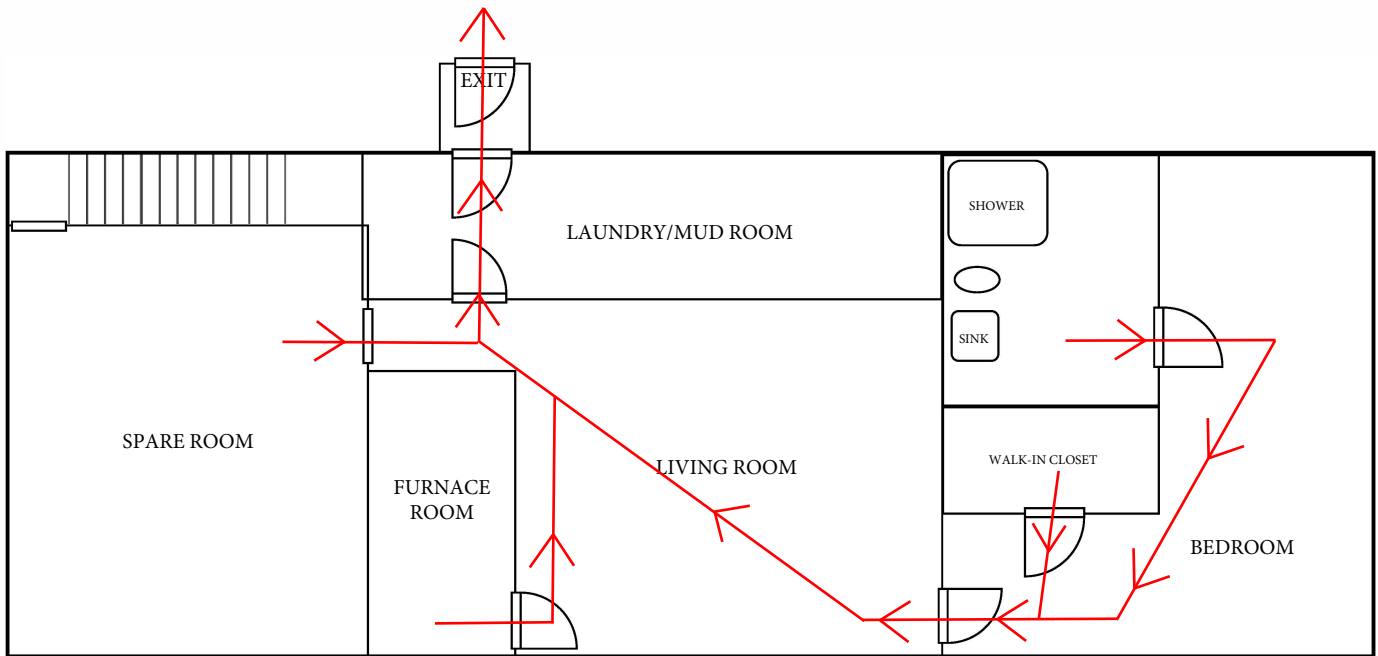 EXIT
SHOWER
LAUNDRY/MUD ROOM
SINK
SPARE ROOM
WALK-IN CLOSET
LIVING ROOM
FURNACE
ROOM
BEDROOM